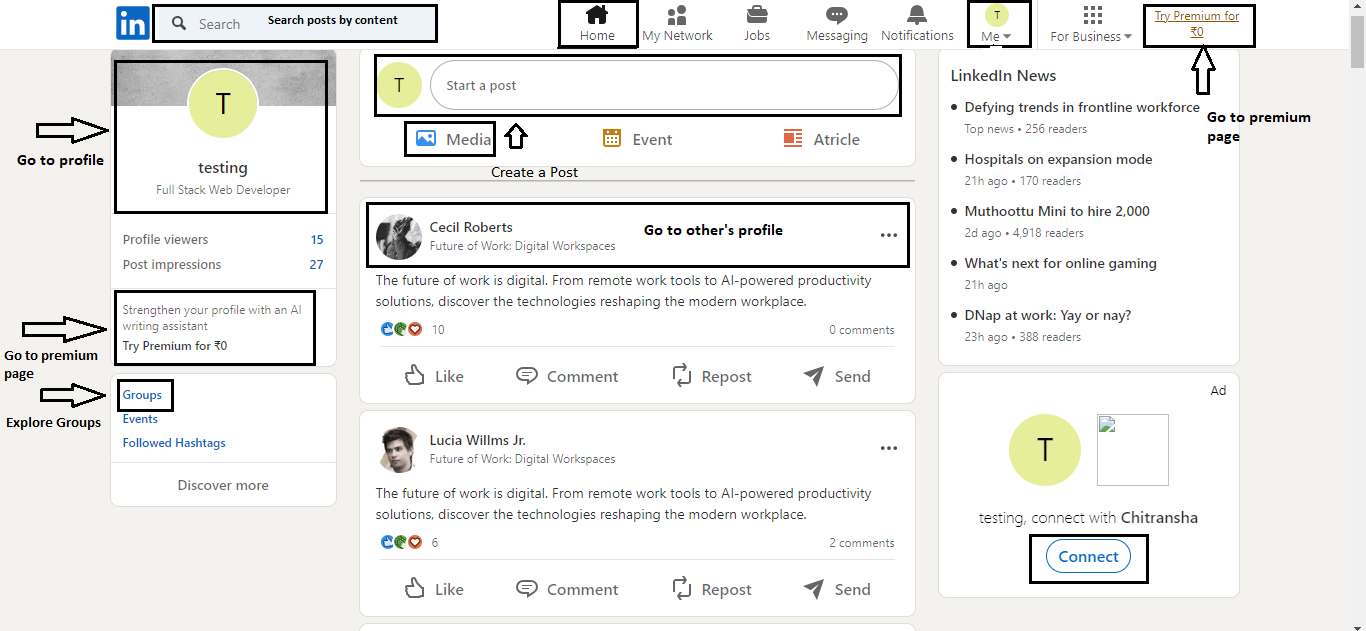 in
Search
Search posts by content
Home
My Network
Jobs
Messaging
Notifications
T
Me
For Business
Try Premium for
₹0
Go to premium
page
T
testing
Full Stack Web Developer
Go to profile
Profile viewers 15
Post impressions 27
Strengthen your profile with an AI
writing assistant
Try Premium for ₹0
Go to premium
page
Groups
Explore Groups
Events
Followed Hashtags
Discover more
T
Start a post
Media
Event
Atricle
Create a Post
Cecil Roberts
Future of Work: Digital Workspaces
Go to other's profile
The future of work is digital. From remote work tools to AI-powered productivity
solutions, discover the technologies reshaping the modern workplace.
10
0 comments
Like
Comment
Repost
Send
Lucia Willms Jr.
Future of Work: Digital Workspaces
The future of work is digital. From remote work tools to AI-powered productivity
solutions, discover the technologies reshaping the modern workplace.
6
2 comments
Like
Comment
Repost
Send
LinkedIn News
Defying trends in frontline workforce
Top news • 256 readers
Hospitals on expansion mode
21h ago • 170 readers
Muthoottu Mini to hire 2,000
2d ago • 4,918 readers
What's next for online gaming
21h ago
DNap at work: Yay or nay?
23h ago • 388 readers
Ad
T
testing, connect with Chitransha
Connect